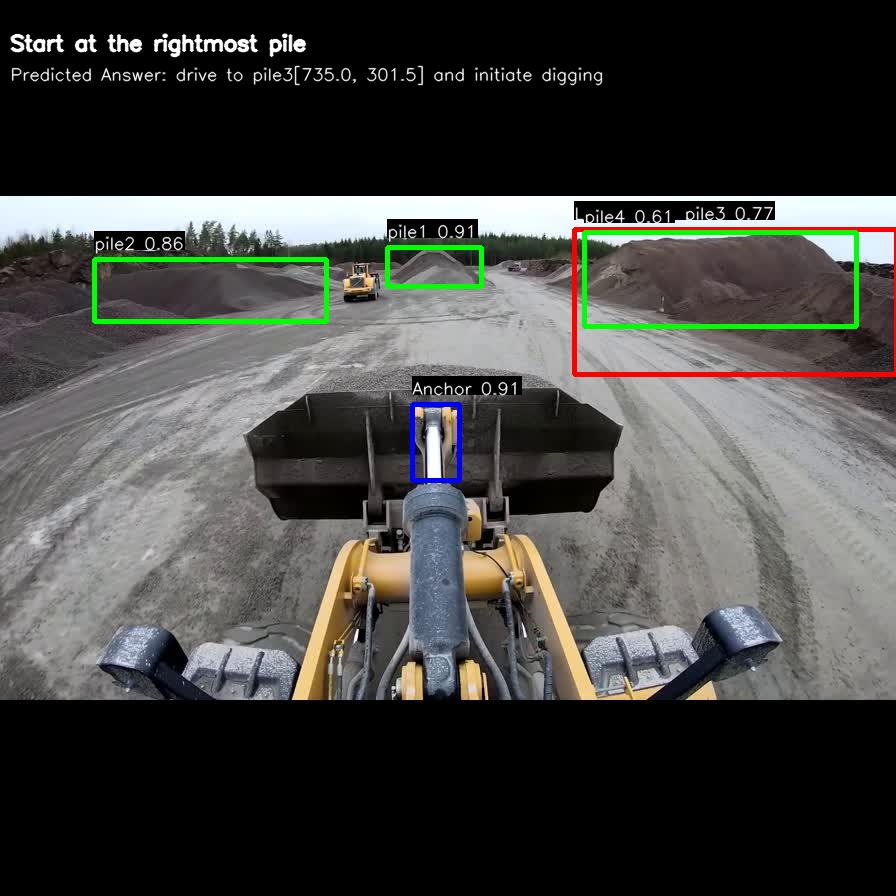 Start at the rightmost pile
Predicted Answer: drive to pile3[735.0, 301.5] and initiate digging
pile4 0.61 pile3 0.77
pile1 0.91
pile2 0.86
Anchor 0.91